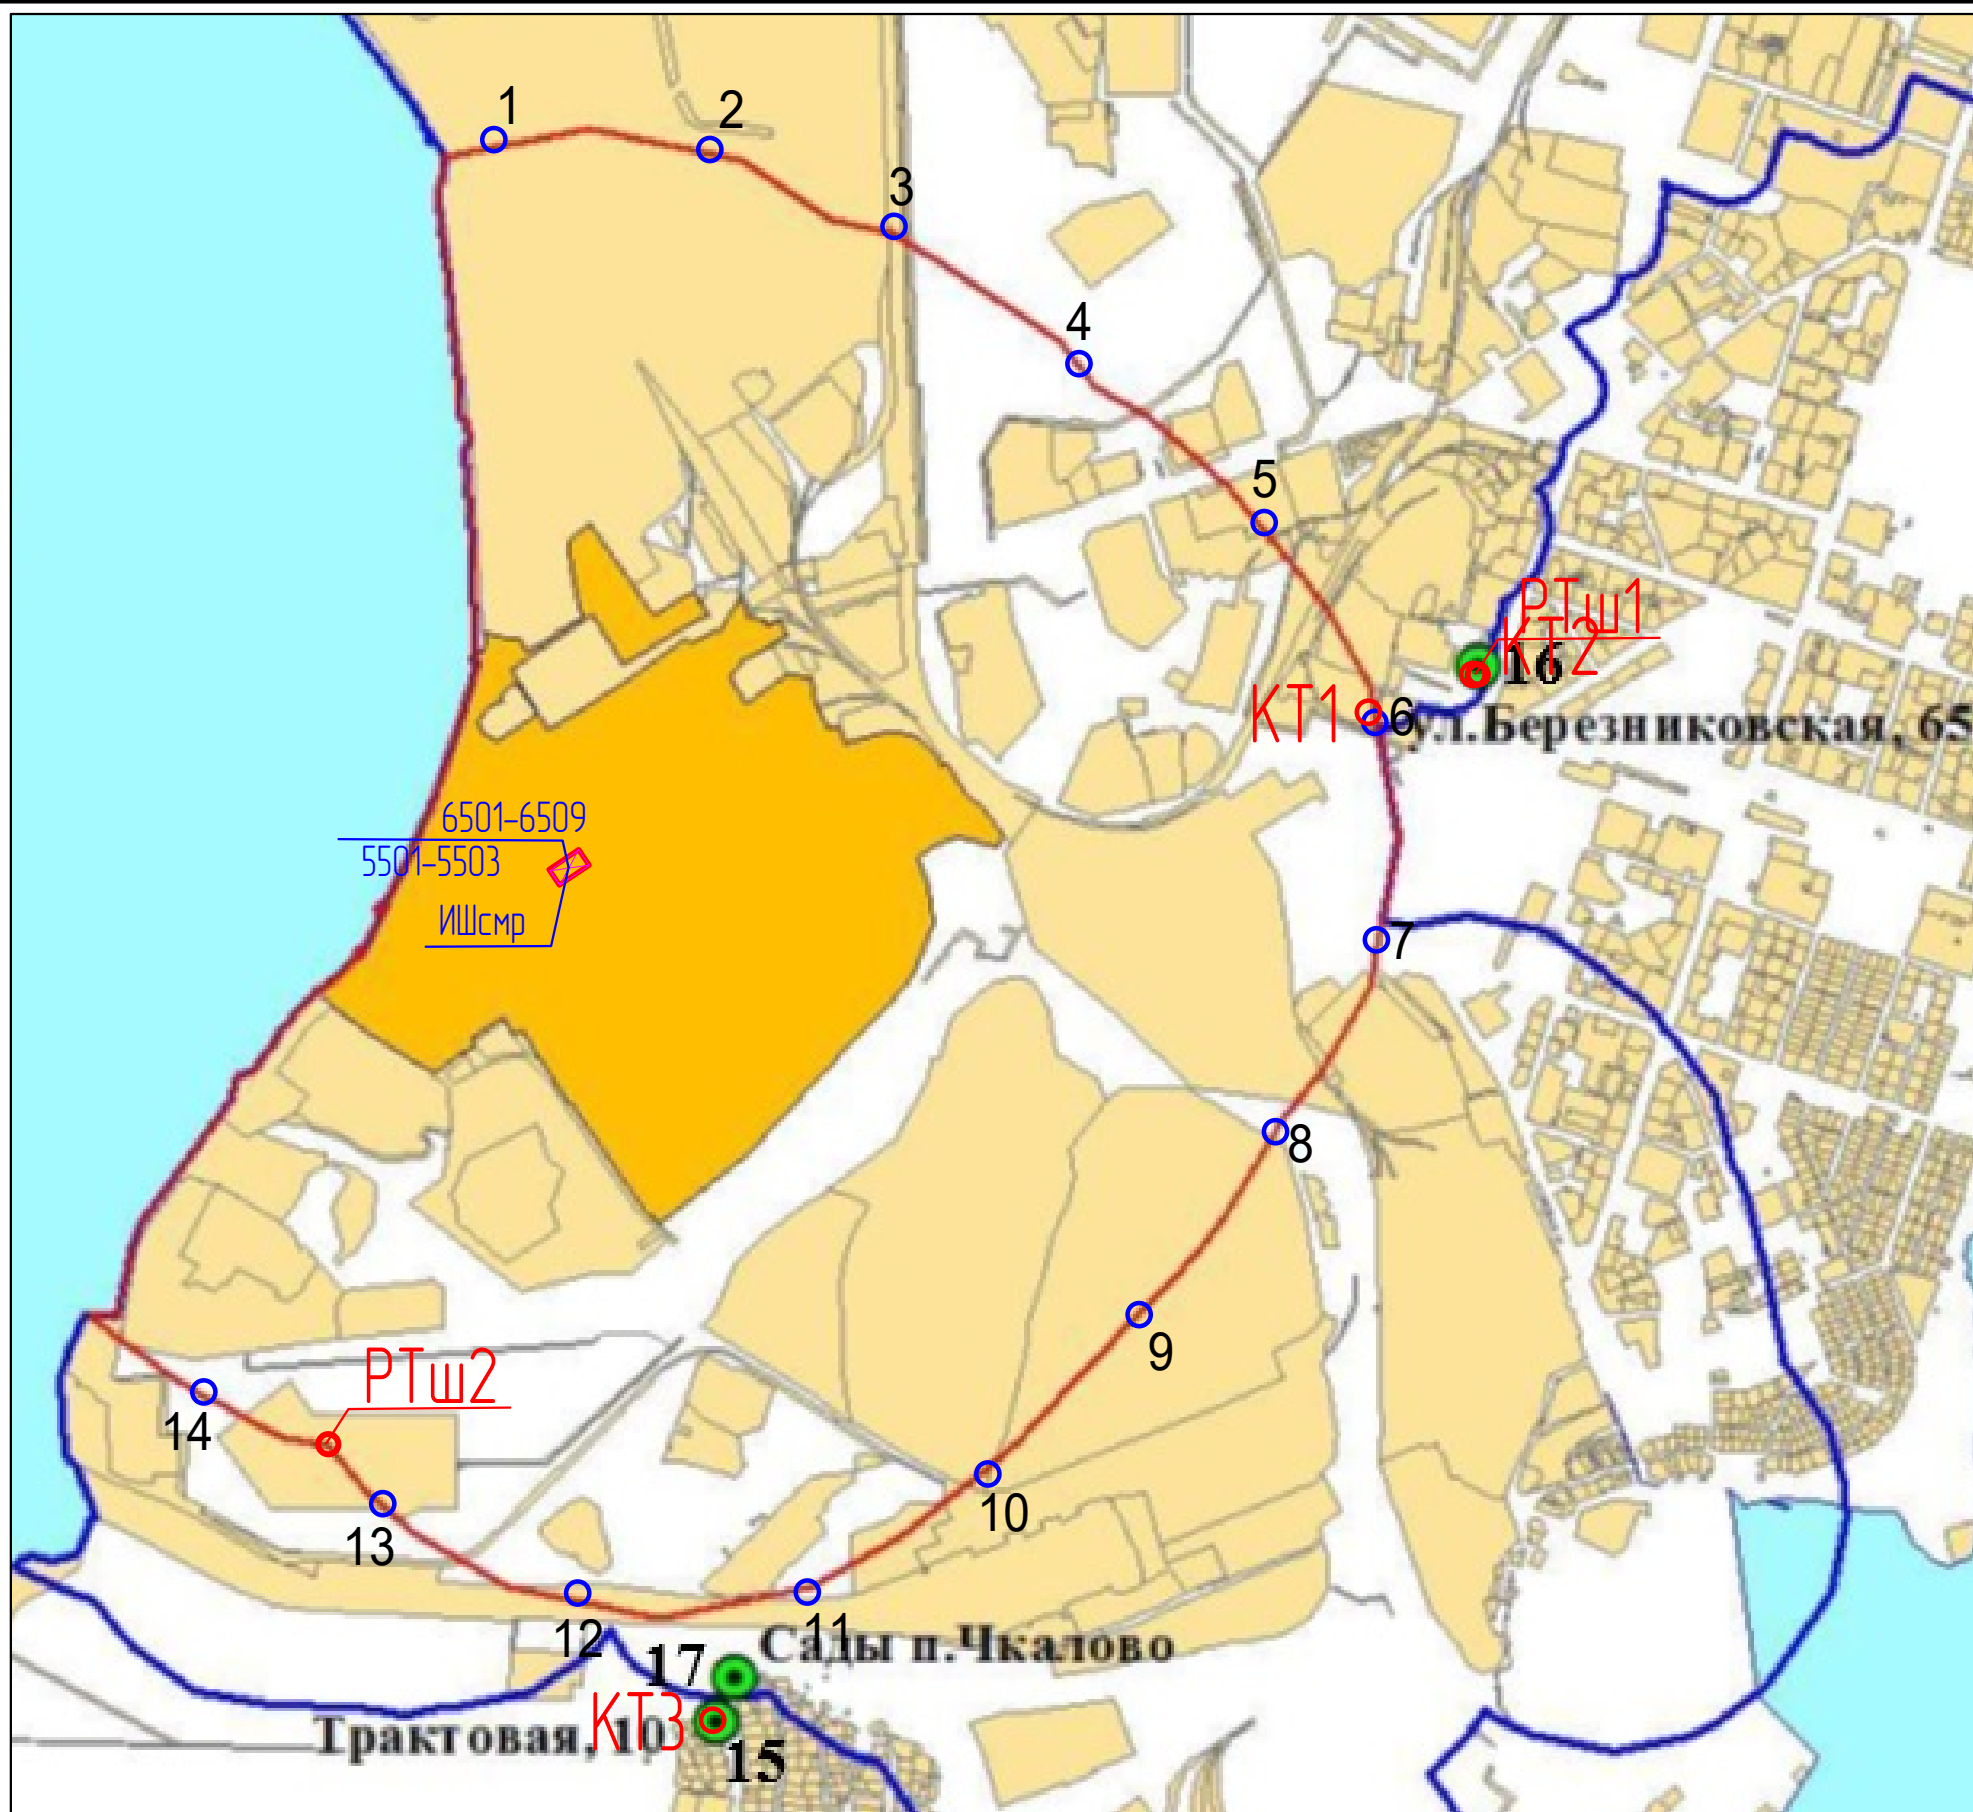 1
2
3
4
5
РТш1
КТ2
16
КТ1
6
ул.Березниковская, 65
6501-6509
5501-5503
ИШсмр
7
8
9
РТш2
14
10
13
11
12
Сады п.Чкалово
17
КТ3
Трактовая, 10
15